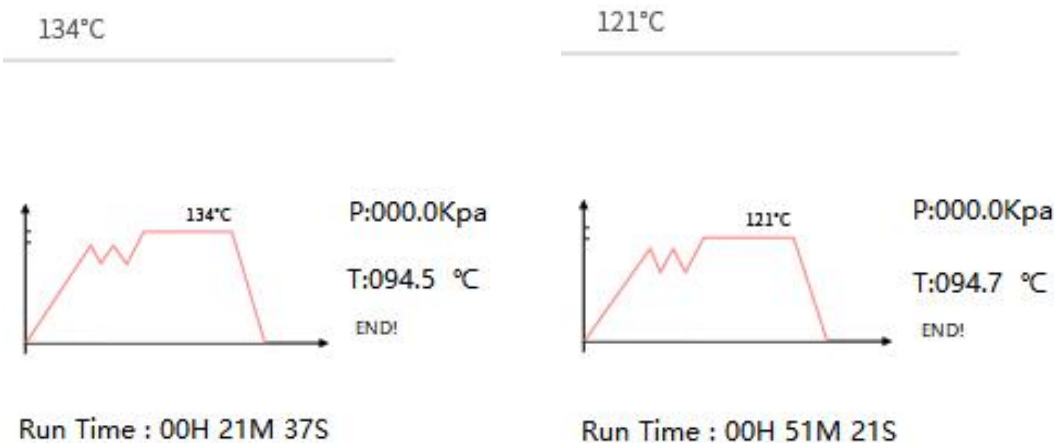 134°C
134°C
P:000.0Kpa
T:094.5 ℃
END!
Run Time : 00H 21M 37S
121°C
121°C
P:000.0Kpa
T:094.7 ℃
END!
Run Time : 00H 51M 21S